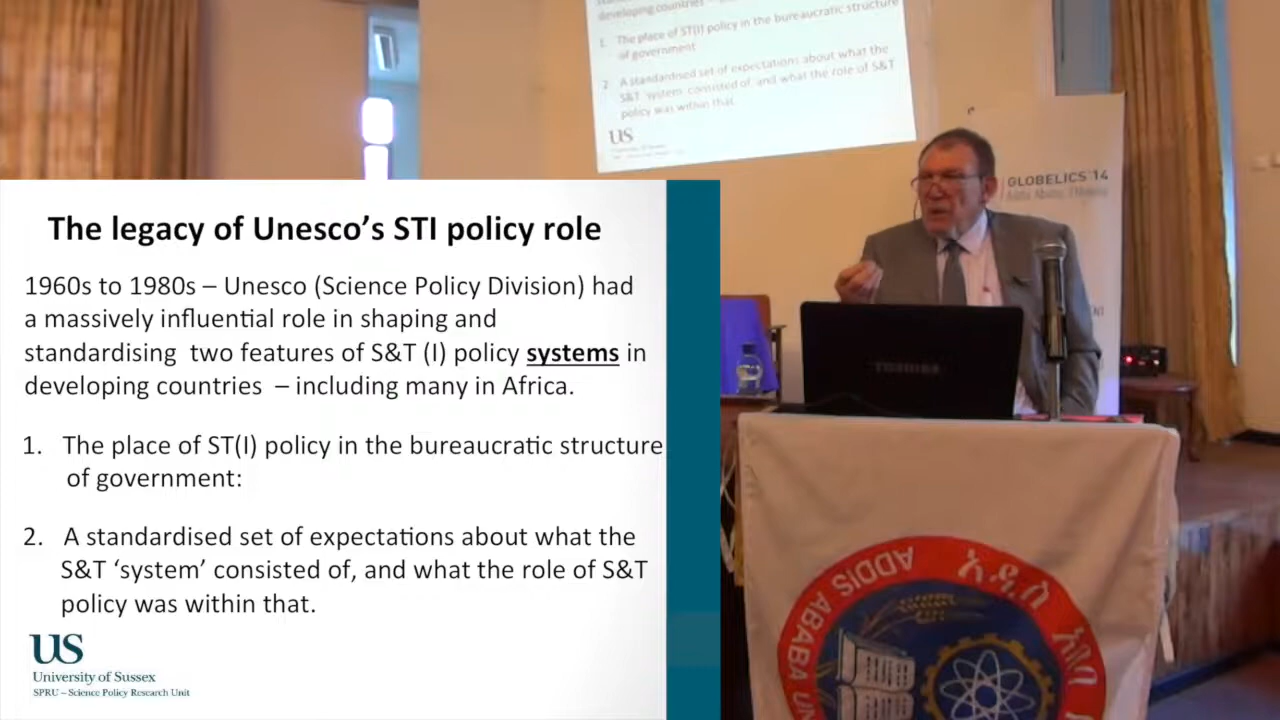 developing countries
1. The place of ST(I) policy in the bureaucratic structure
of government
2 A standardised set of expectations about what the
S&T 'system' consisted of, and what the role of S&T
policy was within that.
US
GLOBELICS '14
The legacy of Unesco's STI policy role
1960s to 1980s – Unesco (Science Policy Division) had
a massively influential role in shaping and
standardising two features of S&T (I) policy systems in
developing countries – including many in Africa.
1. The place of ST(I) policy in the bureaucratic structure
of government:
2. A standardised set of expectations about what the
S&T 'system' consisted of, and what the role of S&T
policy was within that.
US
University of Sussex
SPRU – Science Policy Research Unit
TOSHIBA
ADDIS ABABA UN
አዲስ አበባ